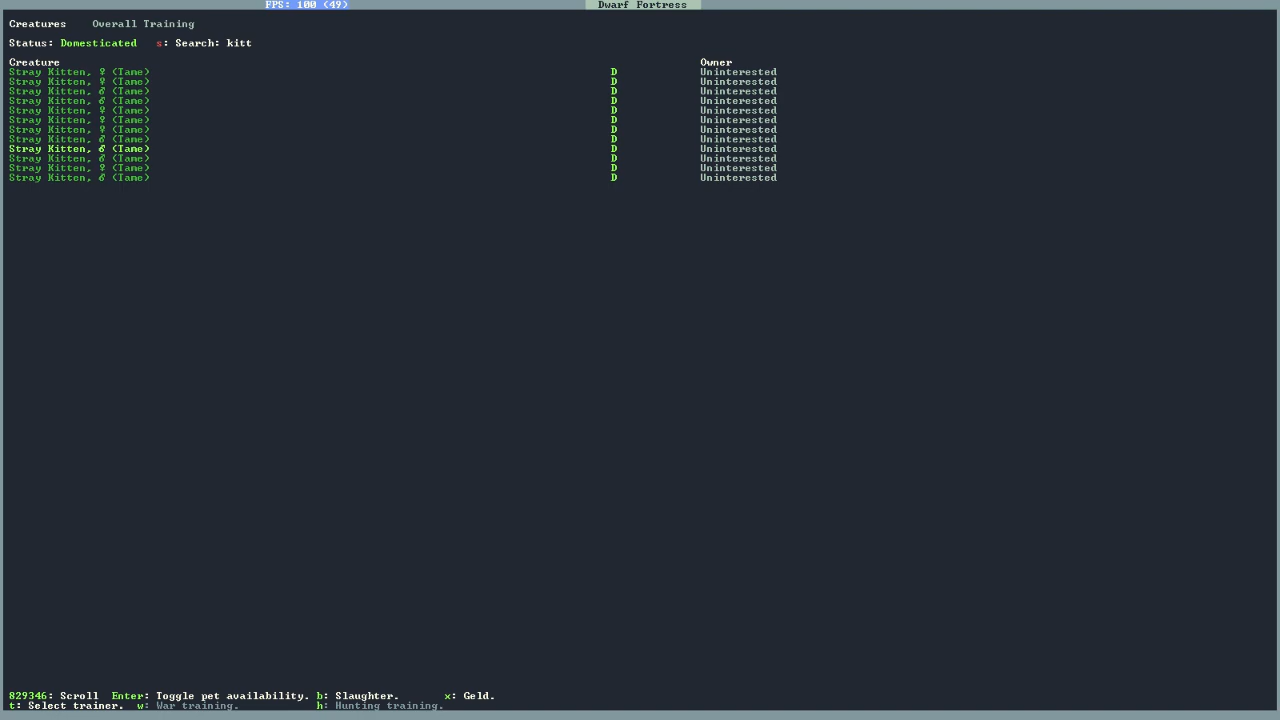 FPS: 100 (49) Dwarf Fortress
Creatures Overall Training
Status: Domesticated s: Search: kitt
Creature Owner
Stray Kitten, ♀ (Tame) D Uninterested
Stray Kitten, ♀ (Tame) D Uninterested
Stray Kitten, ♂ (Tame) D Uninterested
Stray Kitten, ♂ (Tame) D Uninterested
Stray Kitten, ♀ (Tame) D Uninterested
Stray Kitten, ♀ (Tame) D Uninterested
Stray Kitten, ♀ (Tame) D Uninterested
Stray Kitten, ♂ (Tame) D Uninterested
Stray Kitten, ♂ (Tame) D Uninterested
Stray Kitten, ♂ (Tame) D Uninterested
Stray Kitten, ♀ (Tame) D Uninterested
Stray Kitten, ♂ (Tame) D Uninterested
829346: Scroll Enter: Toggle pet availability. b: Slaughter. x: Geld.
t: Select trainer. w: War training. h: Hunting training.